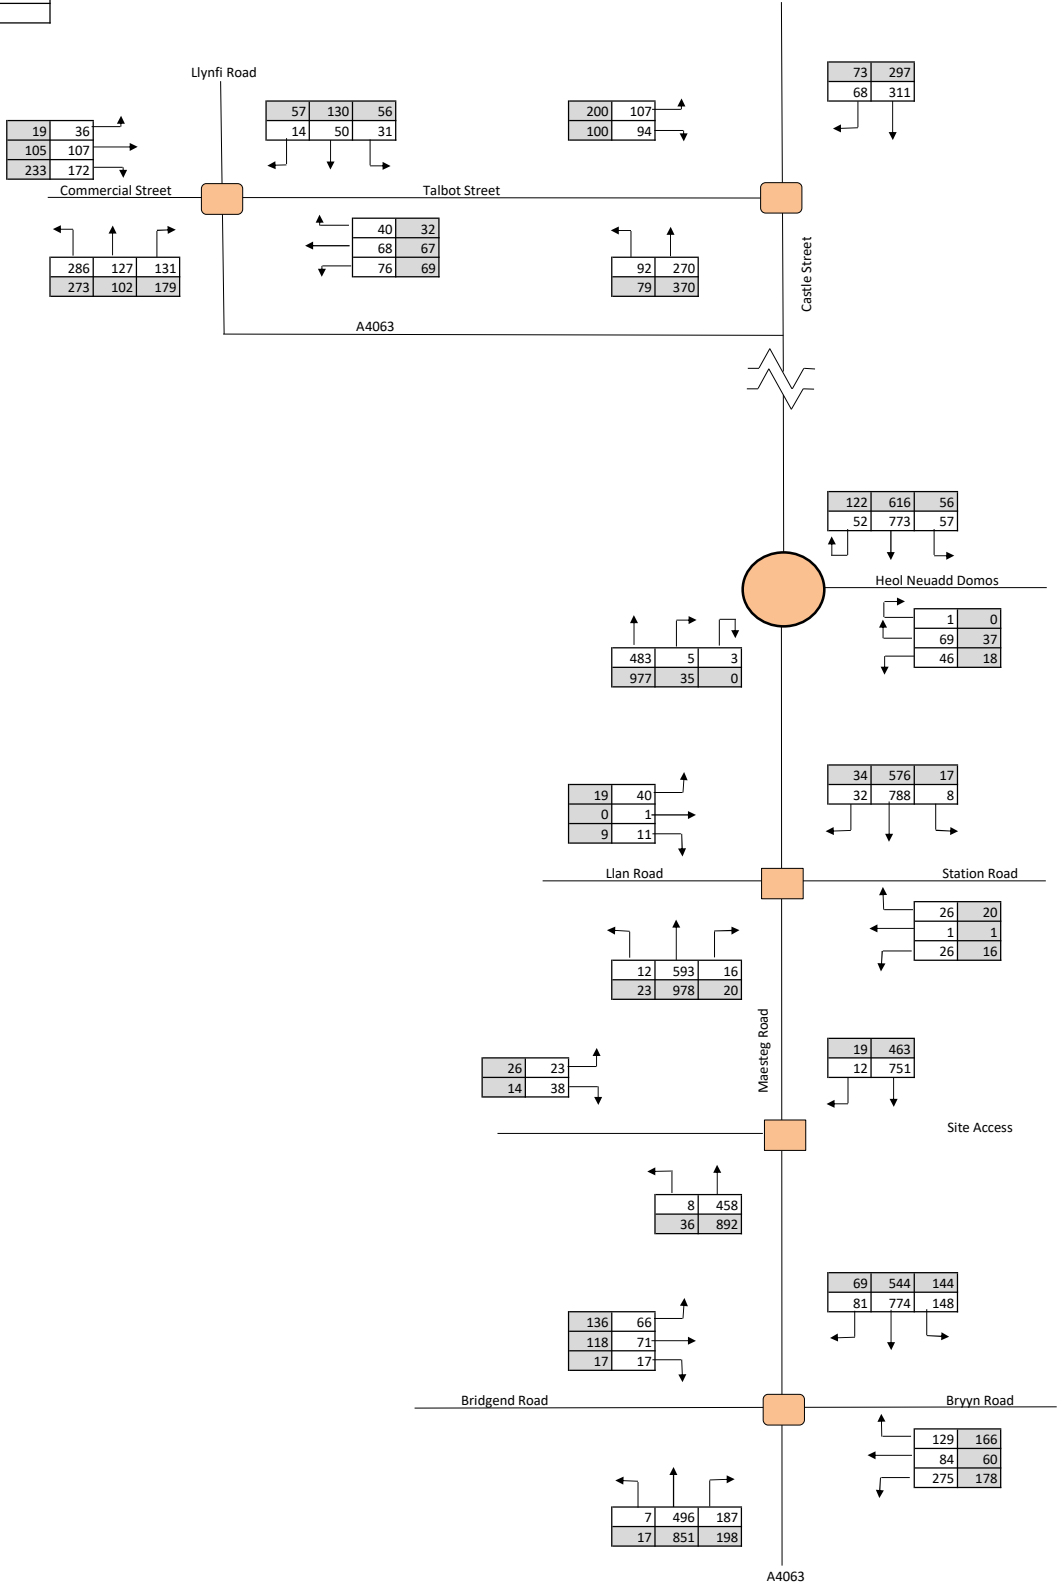 Llynfi Road
73 297
68 311
57 130 56
14 50 31
200 107
100 94
19 36
105 107
233 172
Commercial Street
Talbot Street
40 32
68 67
76 69
286 127 131
273 102 179
92 270
79 370
Castle Street
A4063
122 616 56
52 773 57
Heol Neuadd Domos
1 0
69 37
46 18
483 5 3
977 35 0
34 576 17
32 788 8
19 40
0 1
9 11
Llan Road
Station Road
26 20
1 1
26 16
12 593 16
23 978 20
Maesteg Road
19 463
12 751
26 23
14 38
Site Access
8 458
36 892
69 544 144
81 774 148
136 66
118 71
17 17
Bridgend Road
Bryyn Road
129 166
84 60
275 178
7 496 187
17 851 198
A4063